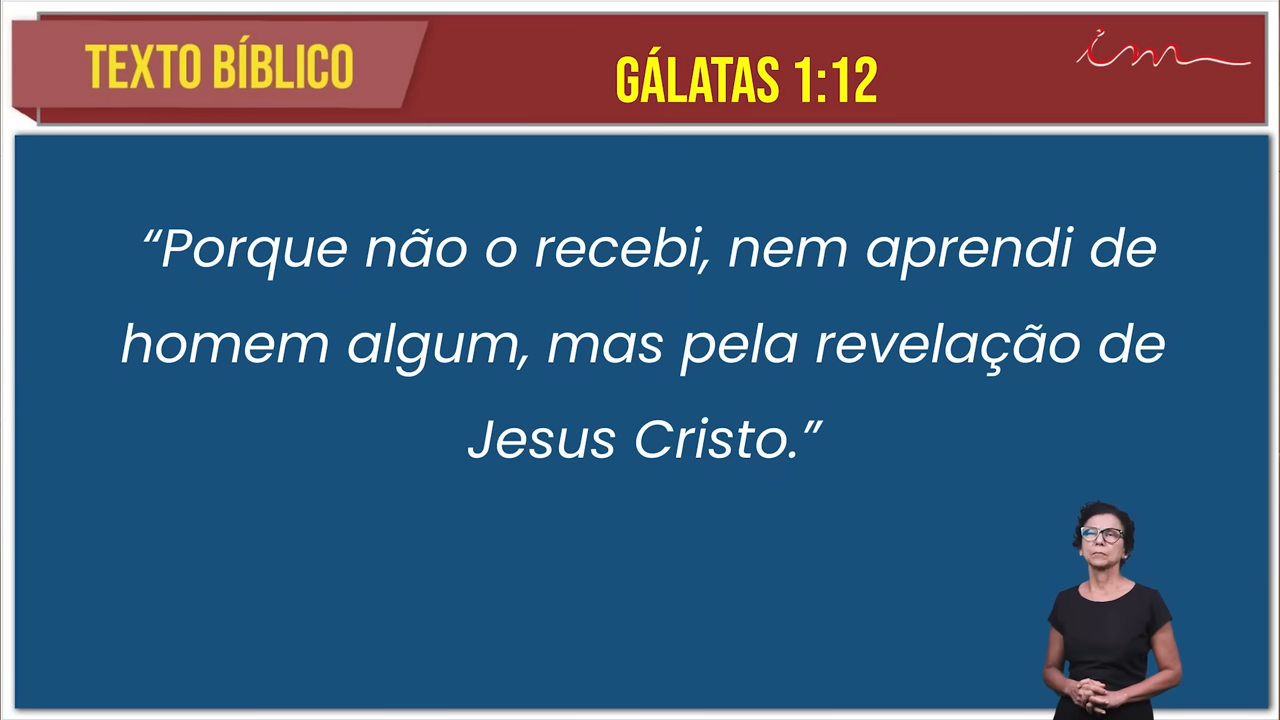 TEXTO BÍBLICO
GÁLATAS 1:12
im
“Porque não o recebi, nem aprendi de
homem algum, mas pela revelação de
Jesus Cristo.”